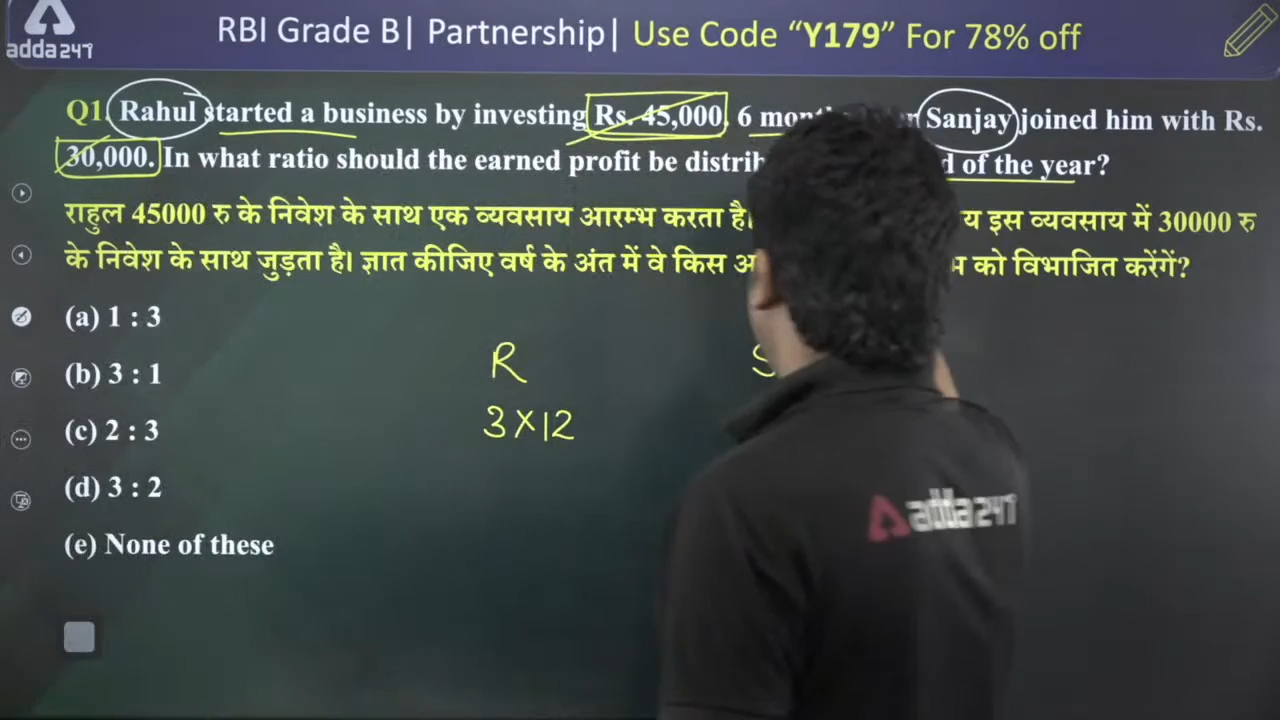 RBI Grade B| Partnership| Use Code “Y179” For 78% off
adda247
Q1. Rahul started a business by investing Rs. 45,000. 6 Sanjay joined him with Rs.
30,000. In what ratio should the earned profit be of the year?
राहुल 45000 रु के निवेश के साथ एक व्यवसाय आरम्भ करता है। इस व्यवसाय में 30000 रु
के निवेश के साथ जुड़ता है। ज्ञात कीजिए वर्ष के अंत में वे किस को विभाजित करेंगें?
(a) 1 : 3
(b) 3 : 1
(c) 2 : 3
(d) 3 : 2
(e) None of these
R S
3×12
adda247